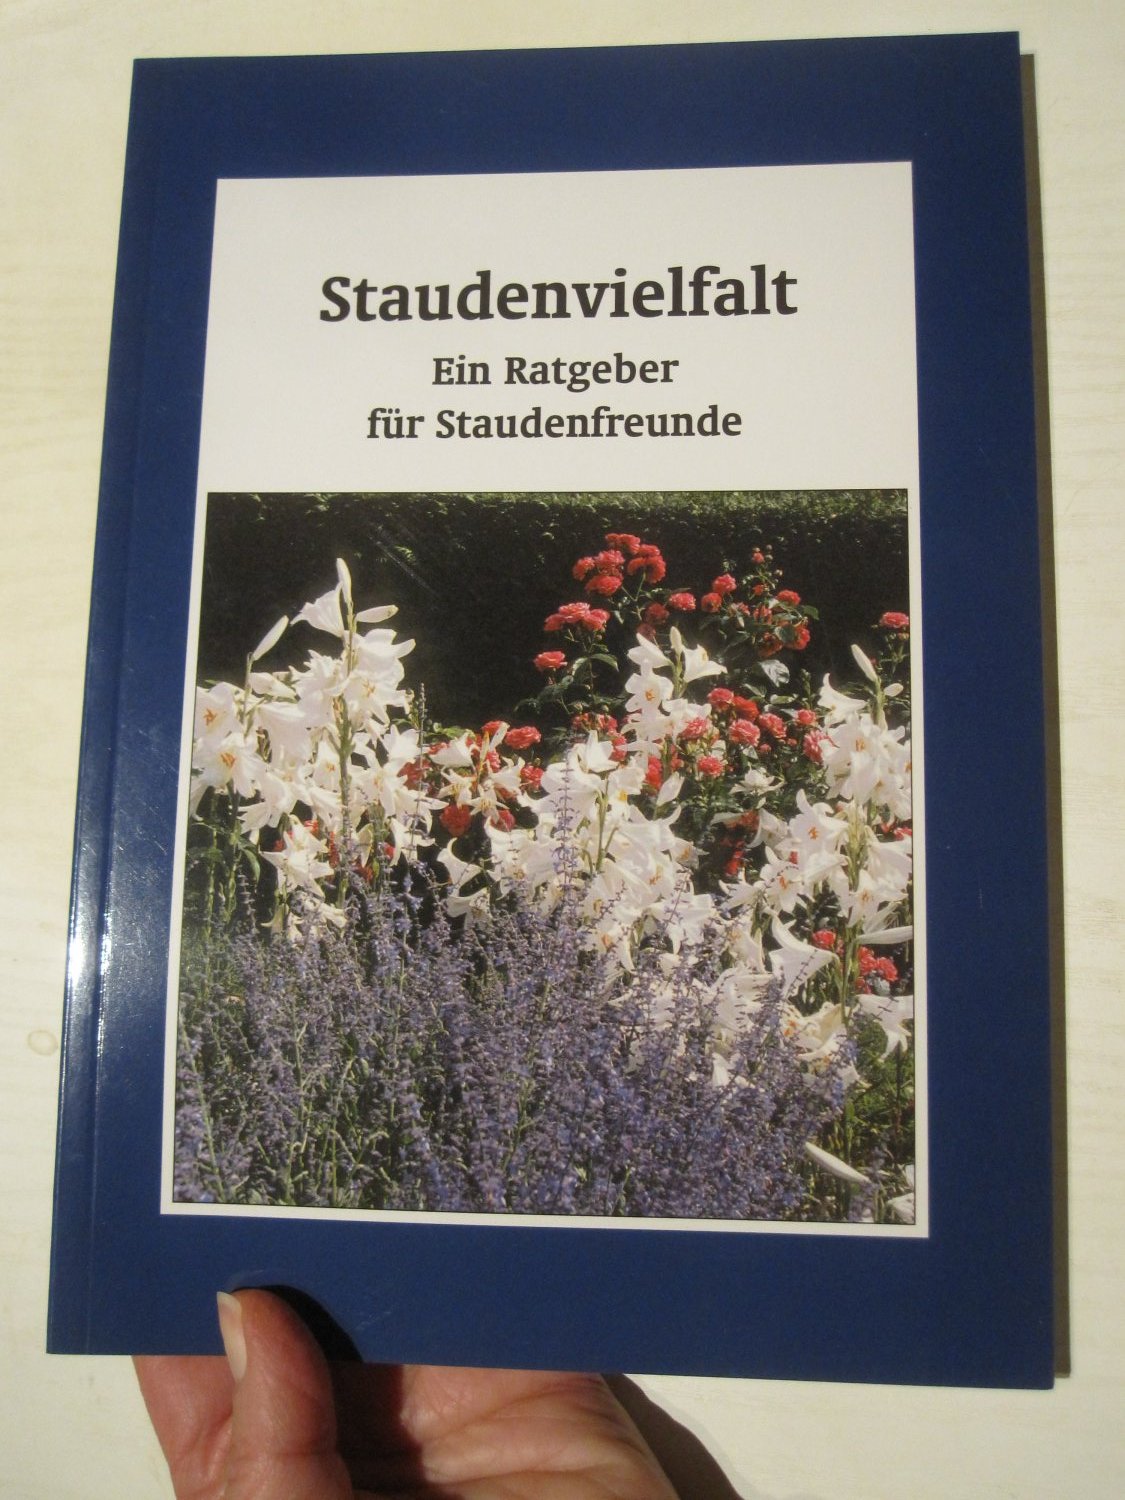 Staudenvielfalt
Ein Ratgeber
für Staudenfreunde